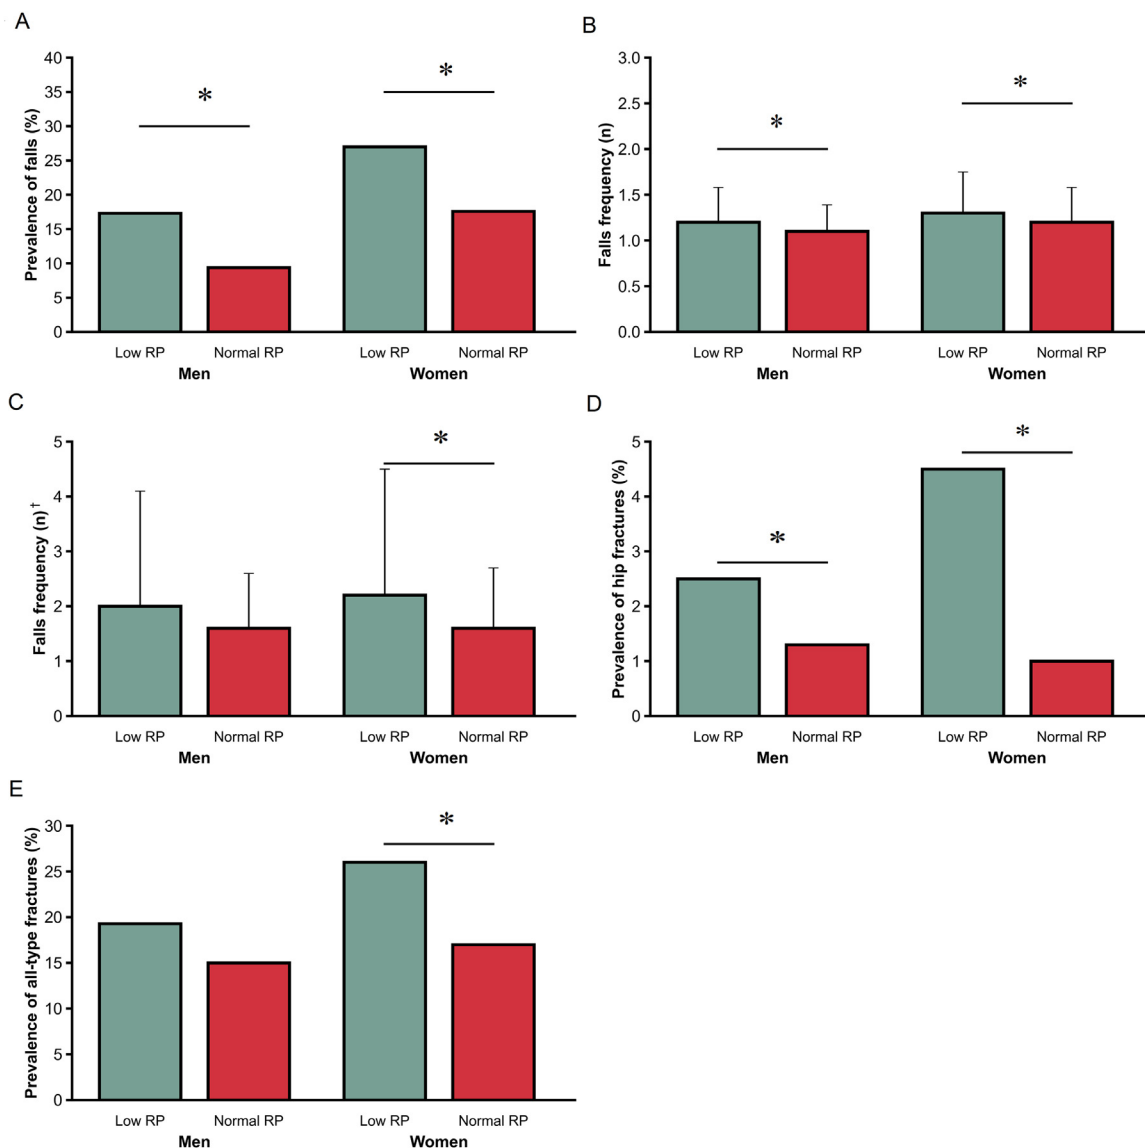 A
Prevalence of falls (%)
40
35
30
25
20
15
10
5
0
*
*
Low RP Normal RP Low RP Normal RP
Men Women
B
Falls frequency (n)
3.0
2.5
2.0
1.5
1.0
0.5
0.0
*
*
Low RP Normal RP Low RP Normal RP
Men Women
C
Falls frequency (n)†
5
4
3
2
1
0
*
Low RP Normal RP Low RP Normal RP
Men Women
D
Prevalence of hip fractures (%)
5
4
3
2
1
0
*
*
Low RP Normal RP Low RP Normal RP
Men Women
E
Prevalence of all-type fractures (%)
30
25
20
15
10
5
0
*
Low RP Normal RP Low RP Normal RP
Men Women